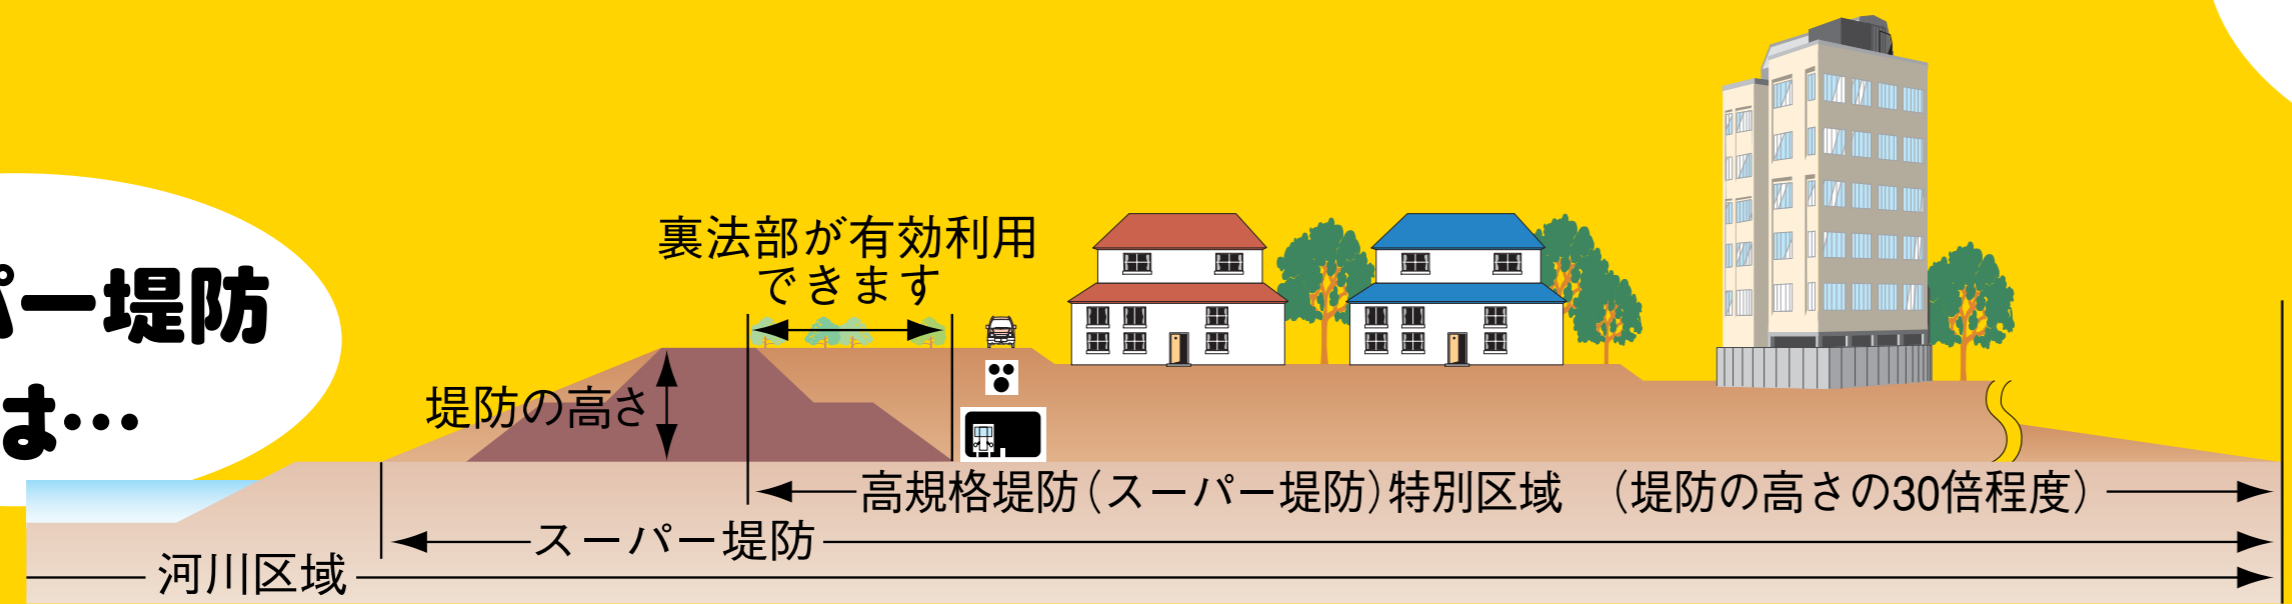 パー堤防
は…
裏法部が有効利用
できます
堤防の高さ
高規格堤防(スーパー堤防)特別区域 (堤防の高さの30倍程度)
スーパー堤防
河川区域